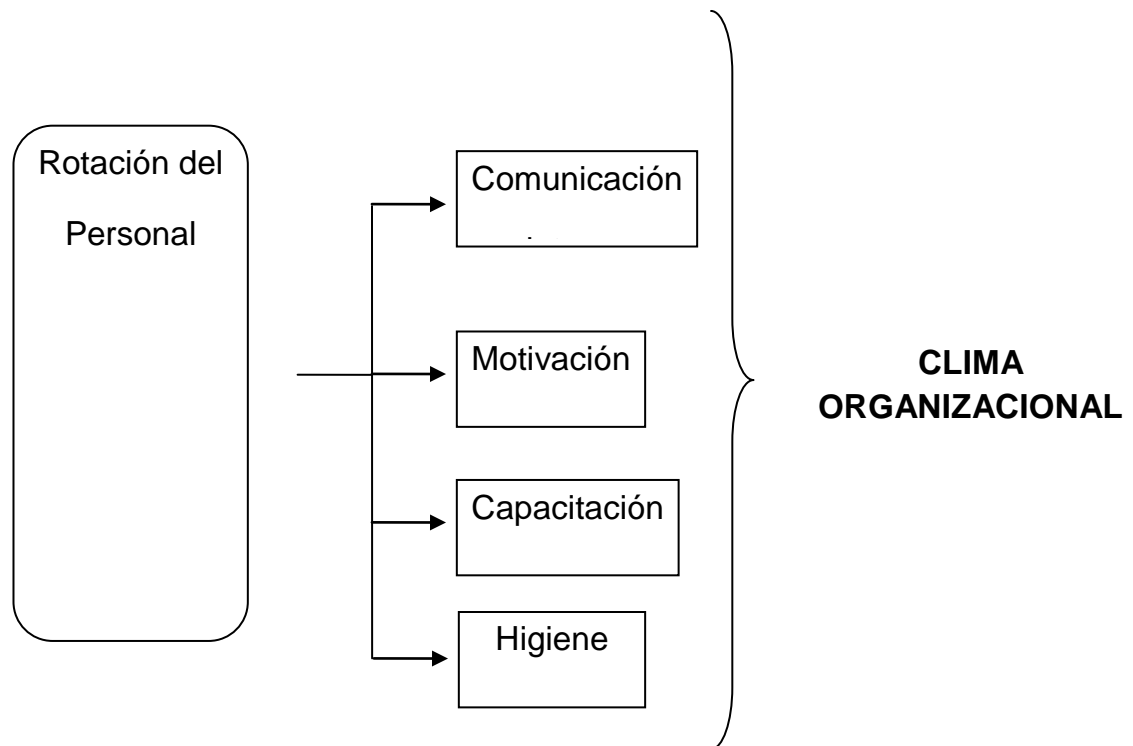 Rotación del
Personal
Comunicación
Motivación
Capacitación
Higiene
CLIMA
ORGANIZACIONAL